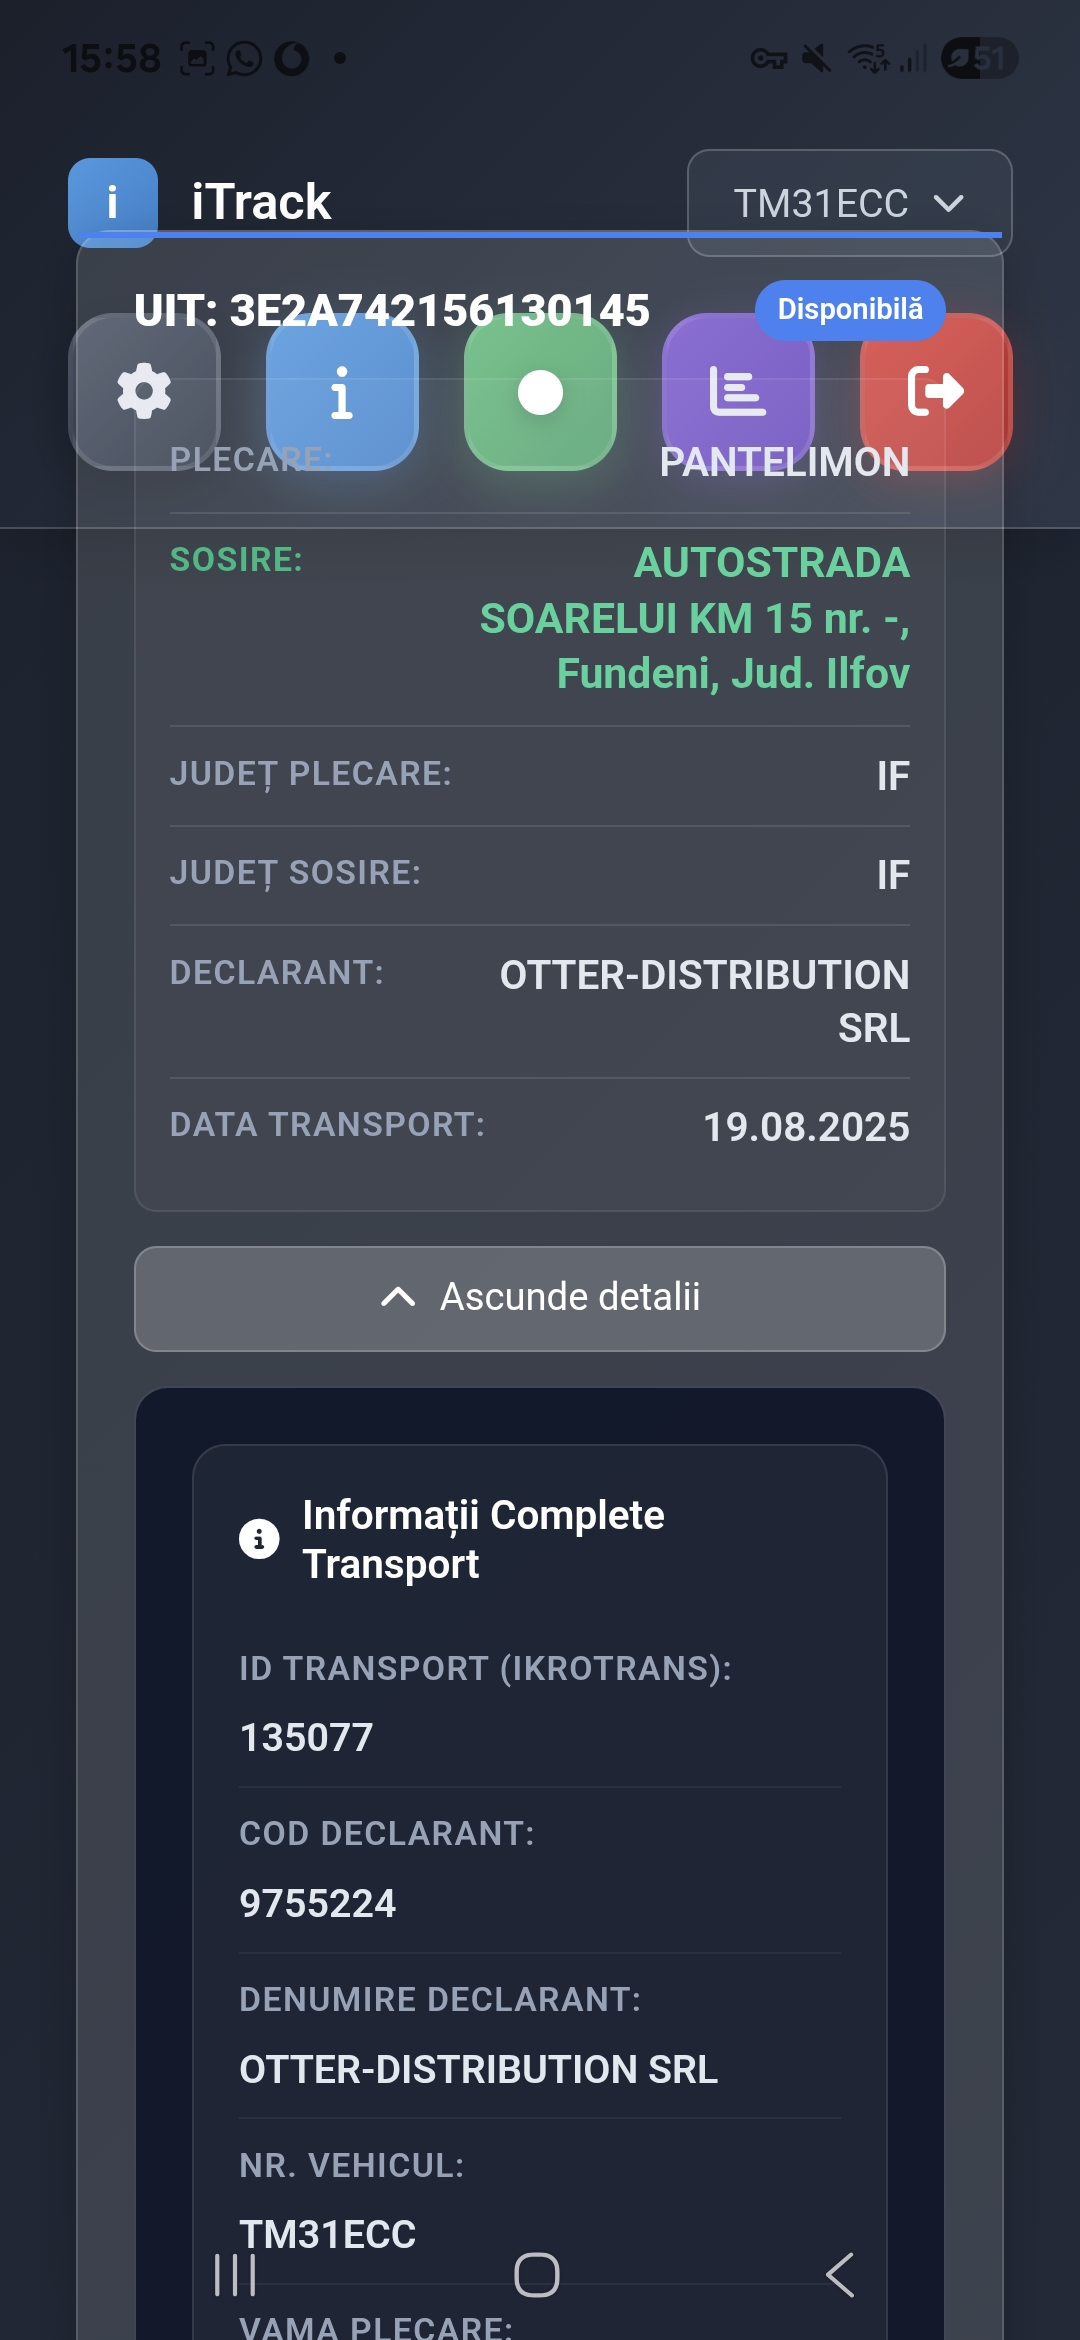 15:58
5
51
i iTrack
TM31ECC
UIT: 3E2A742156130145
Disponibilă
PLECARE:
PANTELIMON
SOSIRE:
AUTOSTRADA
SOARELUI KM 15 nr. -,
Fundeni, Jud. Ilfov
JUDEȚ PLECARE:
IF
JUDEȚ SOSIRE:
IF
DECLARANT:
OTTER-DISTRIBUTION
SRL
DATA TRANSPORT:
19.08.2025
Ascunde detalii
Informații Complete
Transport
ID TRANSPORT (IKROTRANS):
135077
COD DECLARANT:
9755224
DENUMIRE DECLARANT:
OTTER-DISTRIBUTION SRL
NR. VEHICUL:
TM31ECC
VAMA PLECARE: